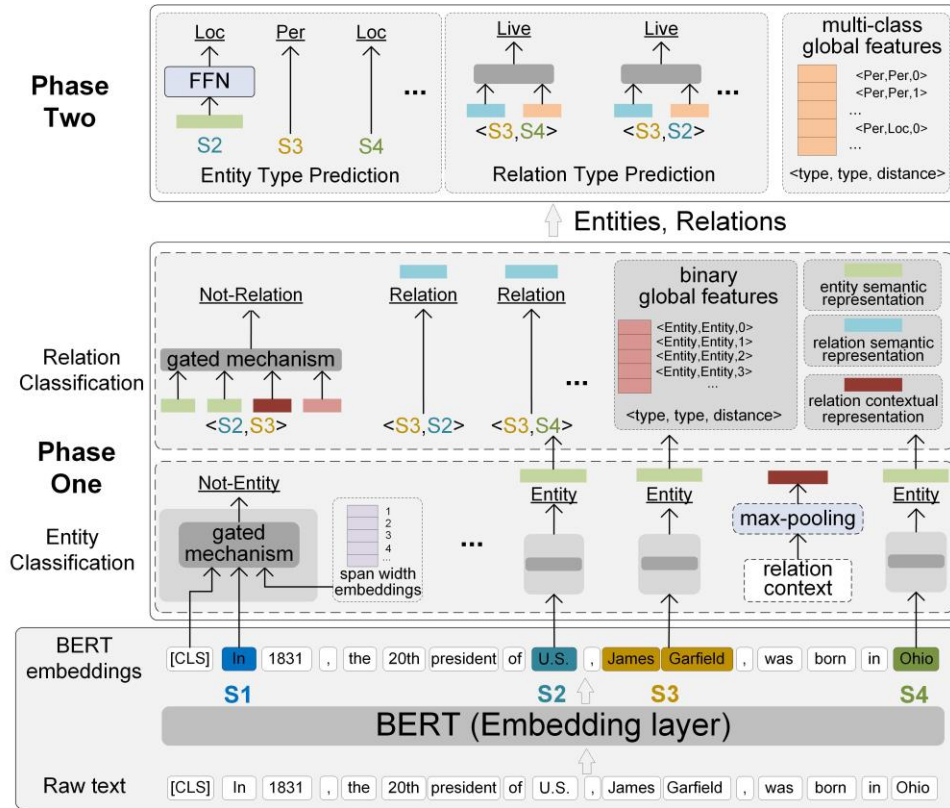 Phase Two
Loc Per Loc
FFN
...
S2 S3 S4
Entity Type Prediction
Live Live
...
<S3,S4> <S3,S2>
Relation Type Prediction
multi-class
global features
<Per,Per,0>
<Per,Per,1>
...
<Per,Loc,0>
...
<type, type, distance>
Entities, Relations
Phase One
Relation Classification
Not-Relation
gated mechanism
<S2,S3>
Relation Relation
...
<S3,S2> <S3,S4>
binary
global features
<Entity,Entity,0>
<Entity,Entity,1>
<Entity,Entity,2>
<Entity,Entity,3>
...
<type, type, distance>
entity semantic
representation
relation semantic
representation
relation contextual
representation
Entity Classification
Not-Entity
gated
mechanism
1
2
3
4
...
span width
embeddings
...
Entity Entity
max-pooling
relation
context
Entity
BERT embeddings
[CLS] In 1831 , the 20th president of U.S. , James Garfield , was born in Ohio
S1 S2 S3 S4
BERT (Embedding layer)
Raw text
[CLS] In 1831 , the 20th president of U.S. , James Garfield , was born in Ohio